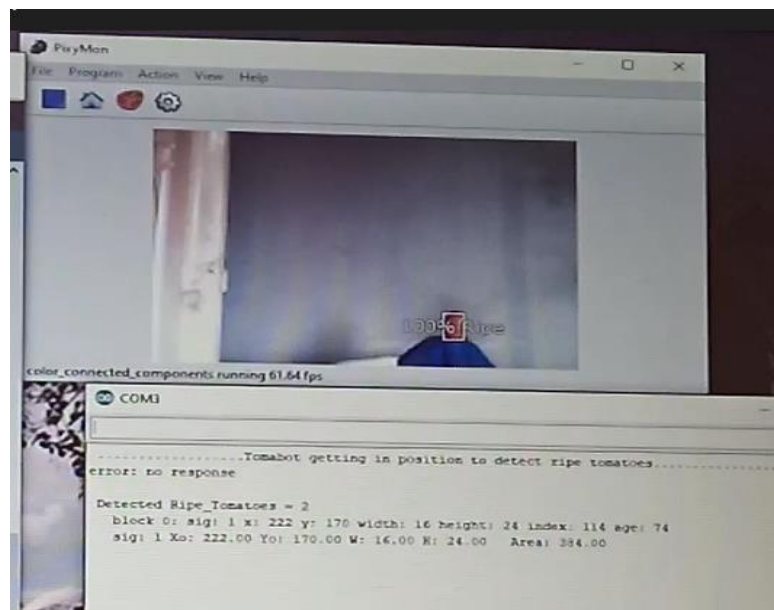 PixyMon
File Program Action View Help
100% Ripe
color_connected_components running 61.64 fps
COM3
..................Tomabot getting in position to detect ripe tomatoes..................
error: no response
Detected Ripe_Tomatoes = 2
block 0: sig: 1 x: 222 y: 170 width: 16 height: 24 index: 114 age: 74
sig: 1 Xo: 222.00 Yo: 170.00 W: 16.00 H: 24.00 Area: 384.00